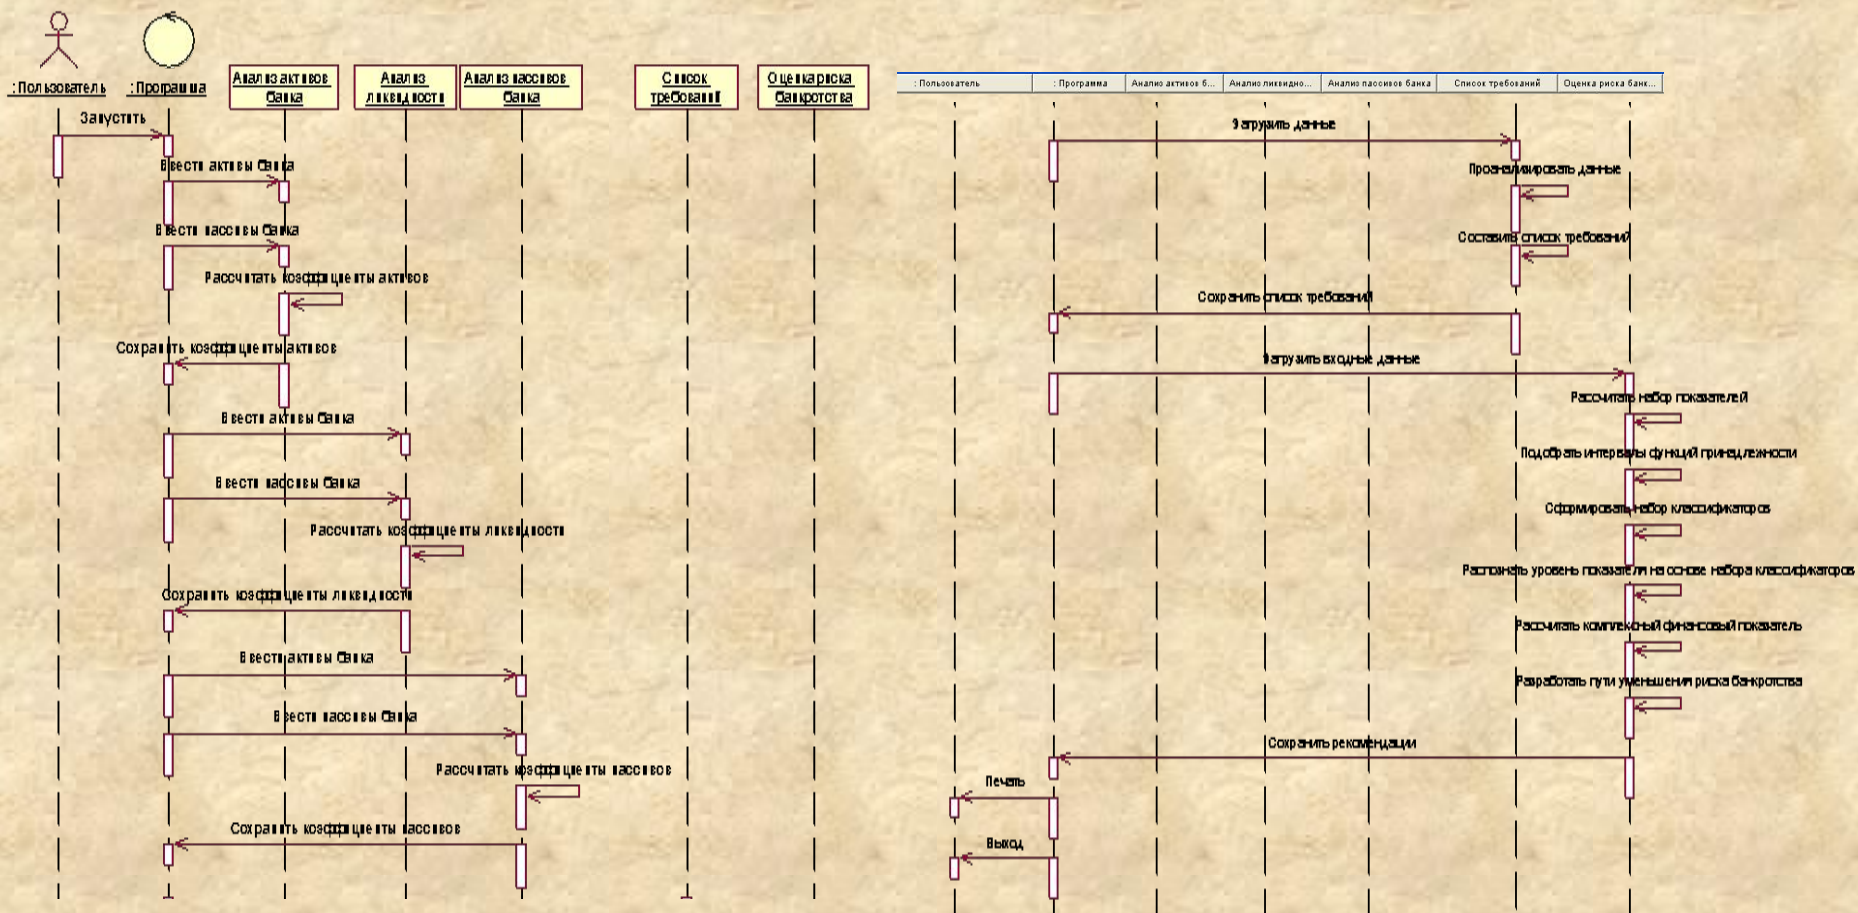 : Пользователь
: Программа
Анализ активов
банка
Анализ
ликвидности
Анализ пассивов
банка
Список
требований
Оценка риска
банкротства
Запустить
Ввести активы банка
Ввести пассивы банка
Рассчитать коэффициенты активов
Сохранить коэффициенты активов
Ввести активы банка
Ввести пассивы банка
Рассчитать коэффициенты ликвидности
Сохранить коэффициенты ликвидности
Ввести активы банка
Ввести пассивы банка
Рассчитать коэффициенты пассивов
Сохранить коэффициенты пассивов
: Пользователь
: Программа
Анализ активов б...
Анализ ликвидно...
Анализ пассивов банка
Список требований
Оценка риска банк...
Загрузить данные
Проанализировать данные
Составить список требований
Сохранить список требований
Загрузить входные данные
Рассчитать набор показателей
Подобрать интервалы функций принадлежности
Сформировать набор классификаторов
Распознать уровень показателя на основе набора классификаторов
Рассчитать комплексный финансовый показатель
Разработать пути уменьшения риска банкротства
Сохранить рекомендации
Печать
Выход